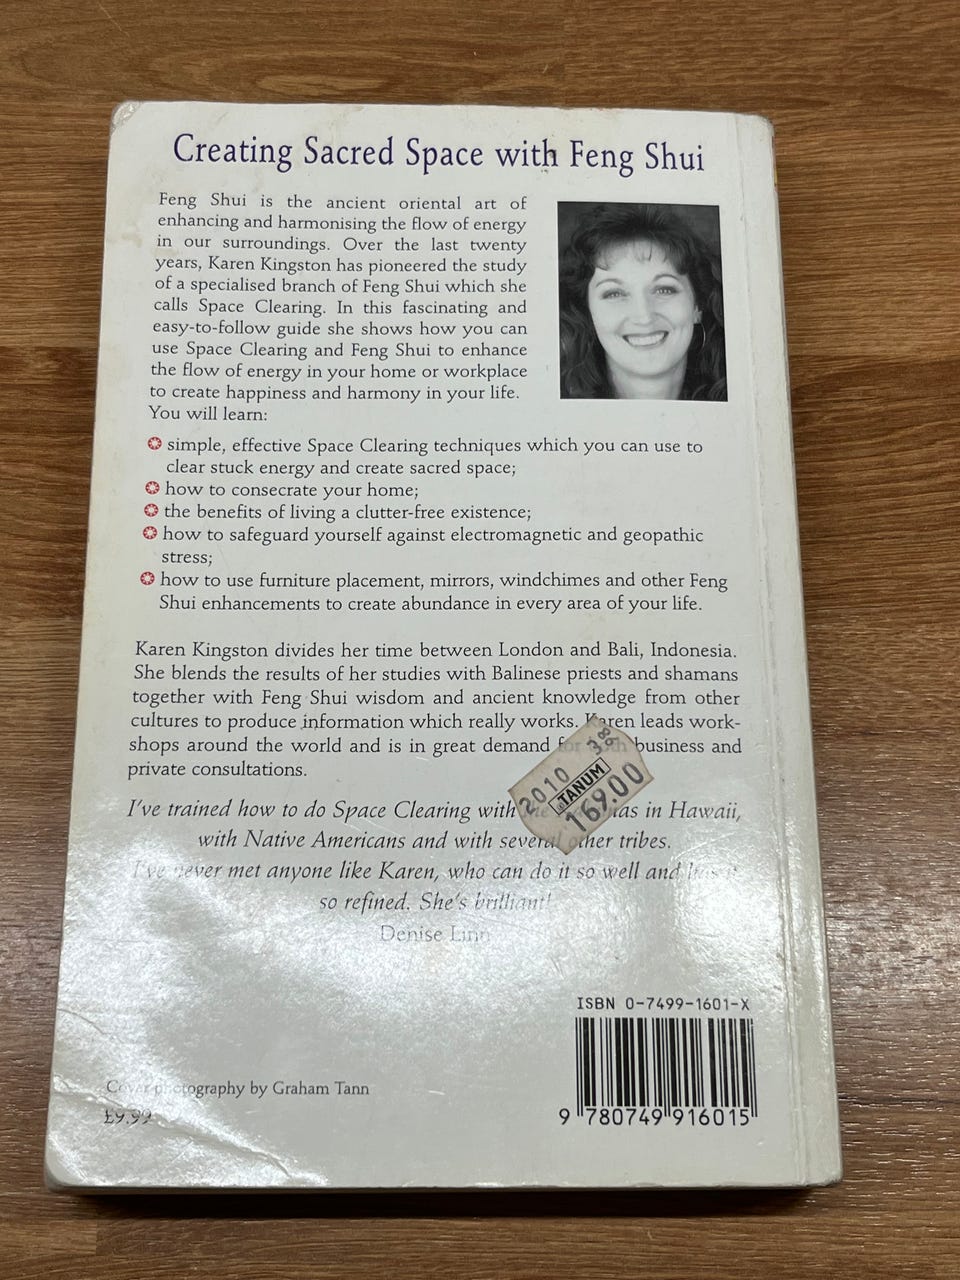 Creating Sacred Space with Feng Shui
Feng Shui is the ancient oriental art of
enhancing and harmonising the flow of energy
in our surroundings. Over the last twenty
years, Karen Kingston has pioneered the study
of a specialised branch of Feng Shui which she
calls Space Clearing. In this fascinating and
easy-to-follow guide she shows how you can
use Space Clearing and Feng Shui to enhance
the flow of energy in your home or workplace
to create happiness and harmony in your life.
You will learn:
simple, effective Space Clearing techniques which you can use to
clear stuck energy and create sacred space;
how to consecrate your home;
the benefits of living a clutter-free existence;
how to safeguard yourself against electromagnetic and geopathic
stress;
how to use furniture placement, mirrors, windchimes and other Feng
Shui enhancements to create abundance in every area of your life.
Karen Kingston divides her time between London and Bali, Indonesia.
She blends the results of her studies with Balinese priests and shamans
together with Feng Shui wisdom and ancient knowledge from other
cultures to produce information which really works. Karen leads work-
shops around the world and is in great demand for both business and
private consultations.
2010 398
TANUM
169.00
I've trained how to do Space Clearing with in Hawaii,
with Native Americans and with several other tribes.
I've never met anyone like Karen, who can do it so well and has it
so refined. She's brilliant!
Denise Linn
ISBN 0-7499-1601-X
Cover photography by Graham Tann
£9.99
9 780749 916015